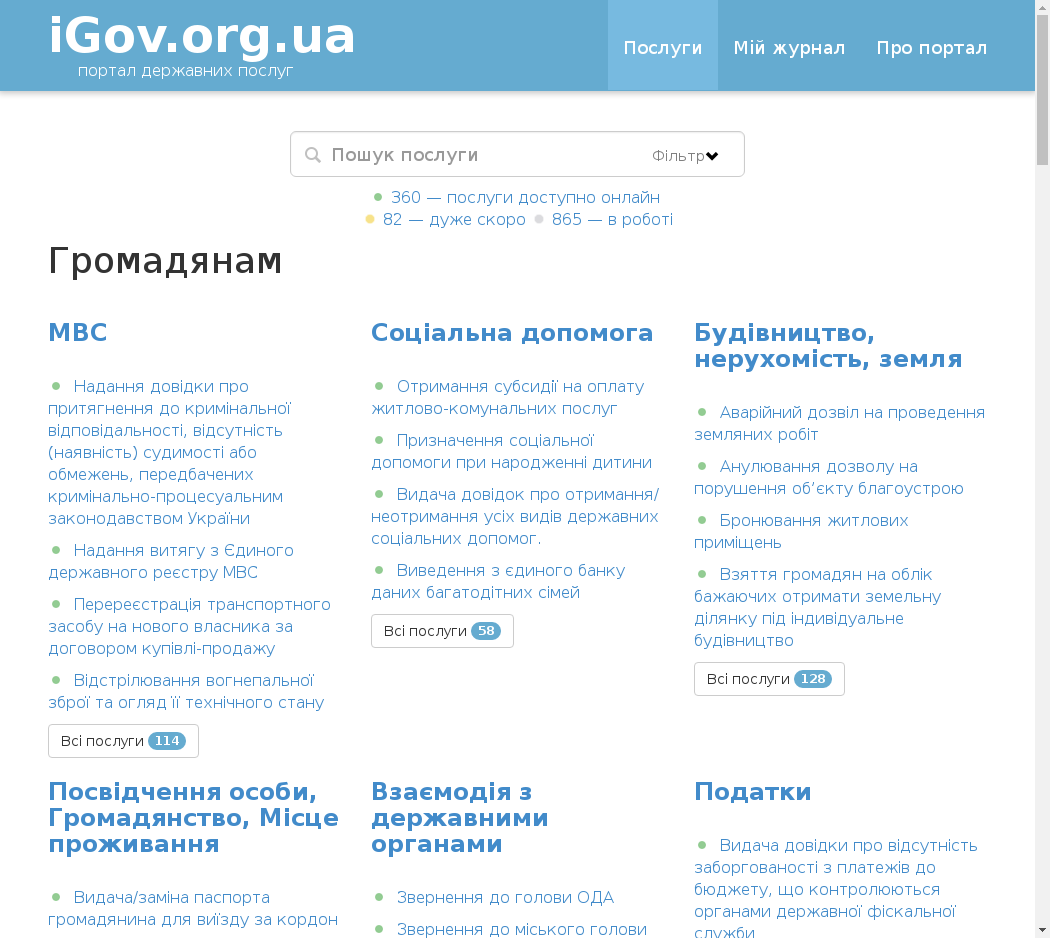 iGov.org.ua
портал державних послуг
Послуги
Мій журнал
Про портал
Пошук послуги
Фільтр
360 — послуги доступно онлайн
82 — дуже скоро
865 — в роботі
Громадянам
МВС
Надання довідки про
притягнення до кримінальної
відповідальності, відсутність
(наявність) судимості або
обмежень, передбачених
кримінально-процесуальним
законодавством України
Надання витягу з Єдиного
державного реєстру МВС
Перереєстрація транспортного
засобу на нового власника за
договором купівлі-продажу
Відстрілювання вогнепальної
зброї та огляд її технічного стану
Всі послуги 114
Соціальна допомога
Отримання субсидії на оплату
житлово-комунальних послуг
Призначення соціальної
допомоги при народженні дитини
Видача довідок про отримання/
неотримання усіх видів державних
соціальних допомог.
Виведення з єдиного банку
даних багатодітних сімей
Всі послуги 58
Будівництво,
нерухомість, земля
Аварійний дозвіл на проведення
земляних робіт
Анулювання дозволу на
порушення об’єкту благоустрою
Бронювання житлових
приміщень
Взяття громадян на облік
бажаючих отримати земельну
ділянку під індивідуальне
будівництво
Всі послуги 128
Посвідчення особи,
Громадянство, Місце
проживання
Видача/заміна паспорта
громадянина для виїзду за кордон
Взаємодія з
державними
органами
Звернення до голови ОДА
Звернення до міського голови
Податки
Видача довідки про відсутність
заборгованості з платежів до
бюджету, що контролюються
органами державної фіскальної
служби